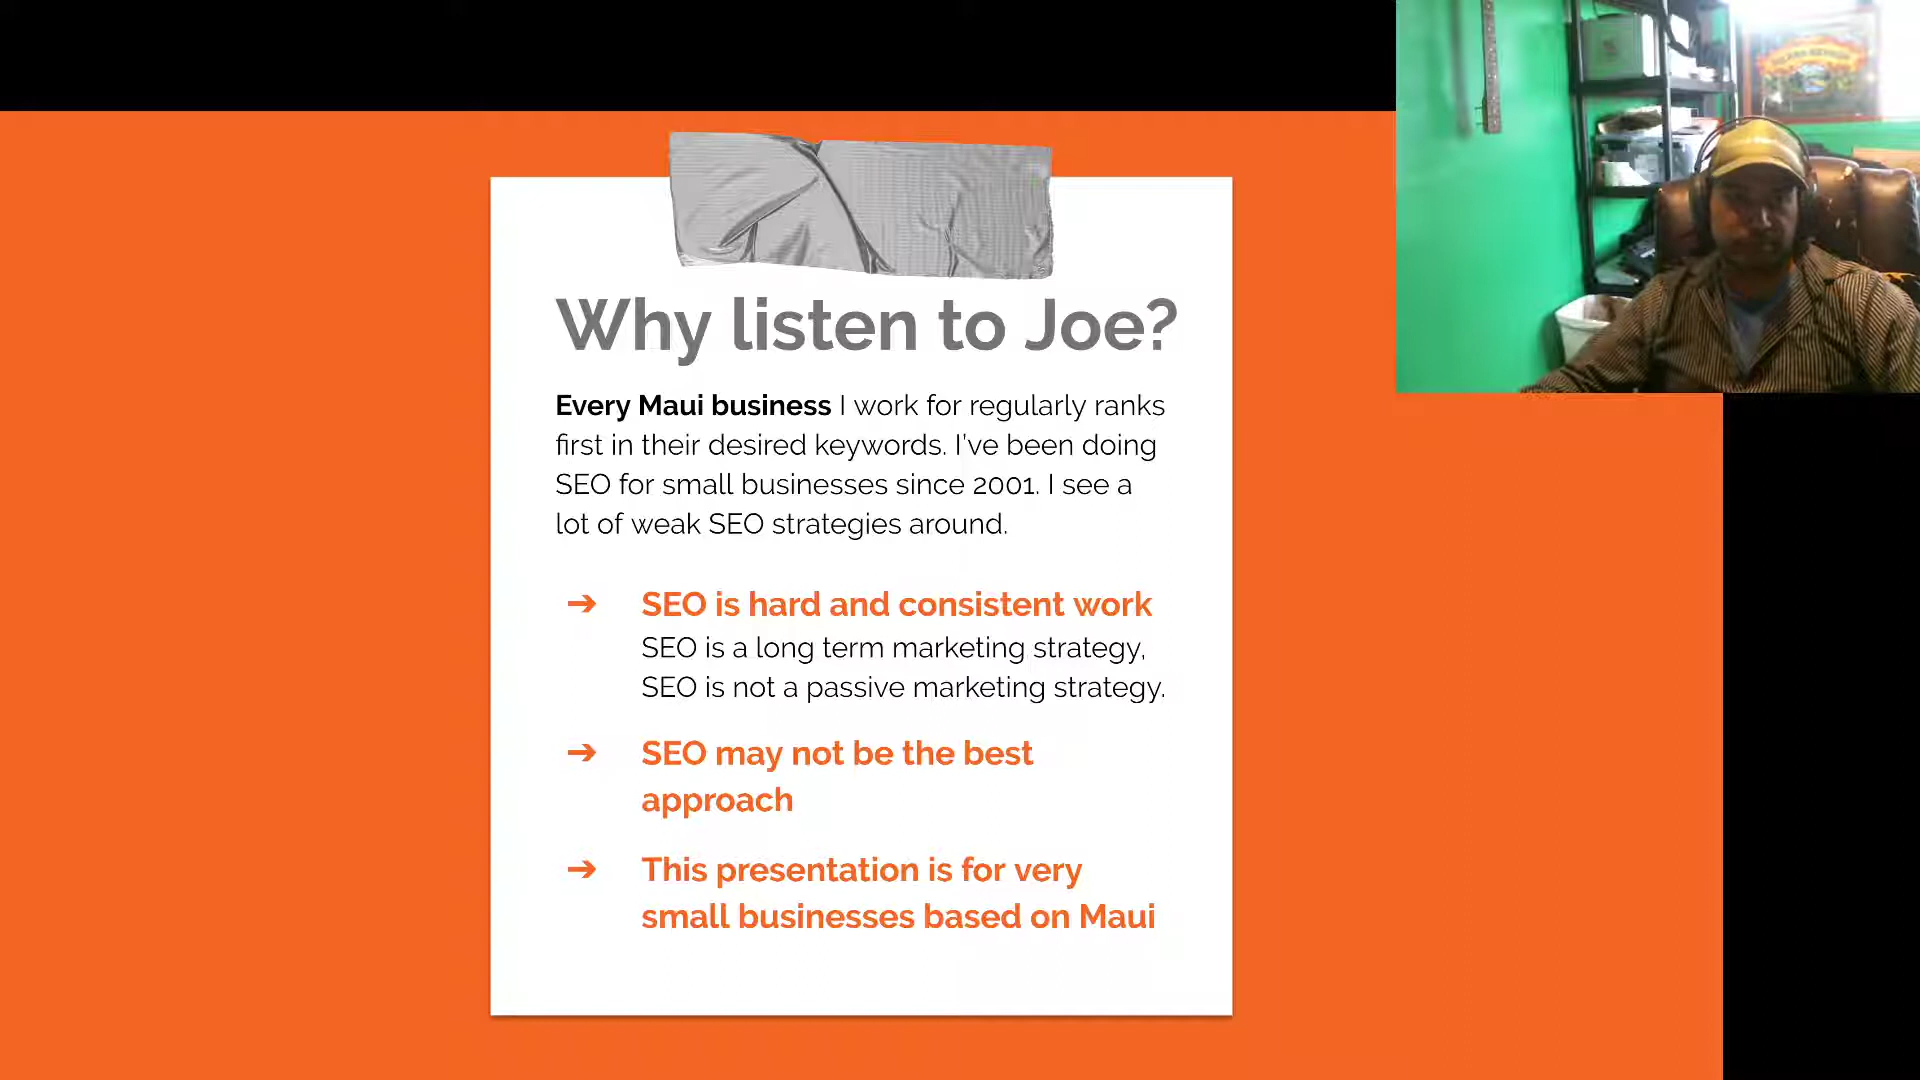 Why listen to Joe?
Every Maui business I work for regularly ranks
first in their desired keywords. I've been doing
SEO for small businesses since 2001. I see a
lot of weak SEO strategies around.
➔ SEO is hard and consistent work
SEO is a long term marketing strategy,
SEO is not a passive marketing strategy.
➔ SEO may not be the best
approach
➔ This presentation is for very
small businesses based on Maui